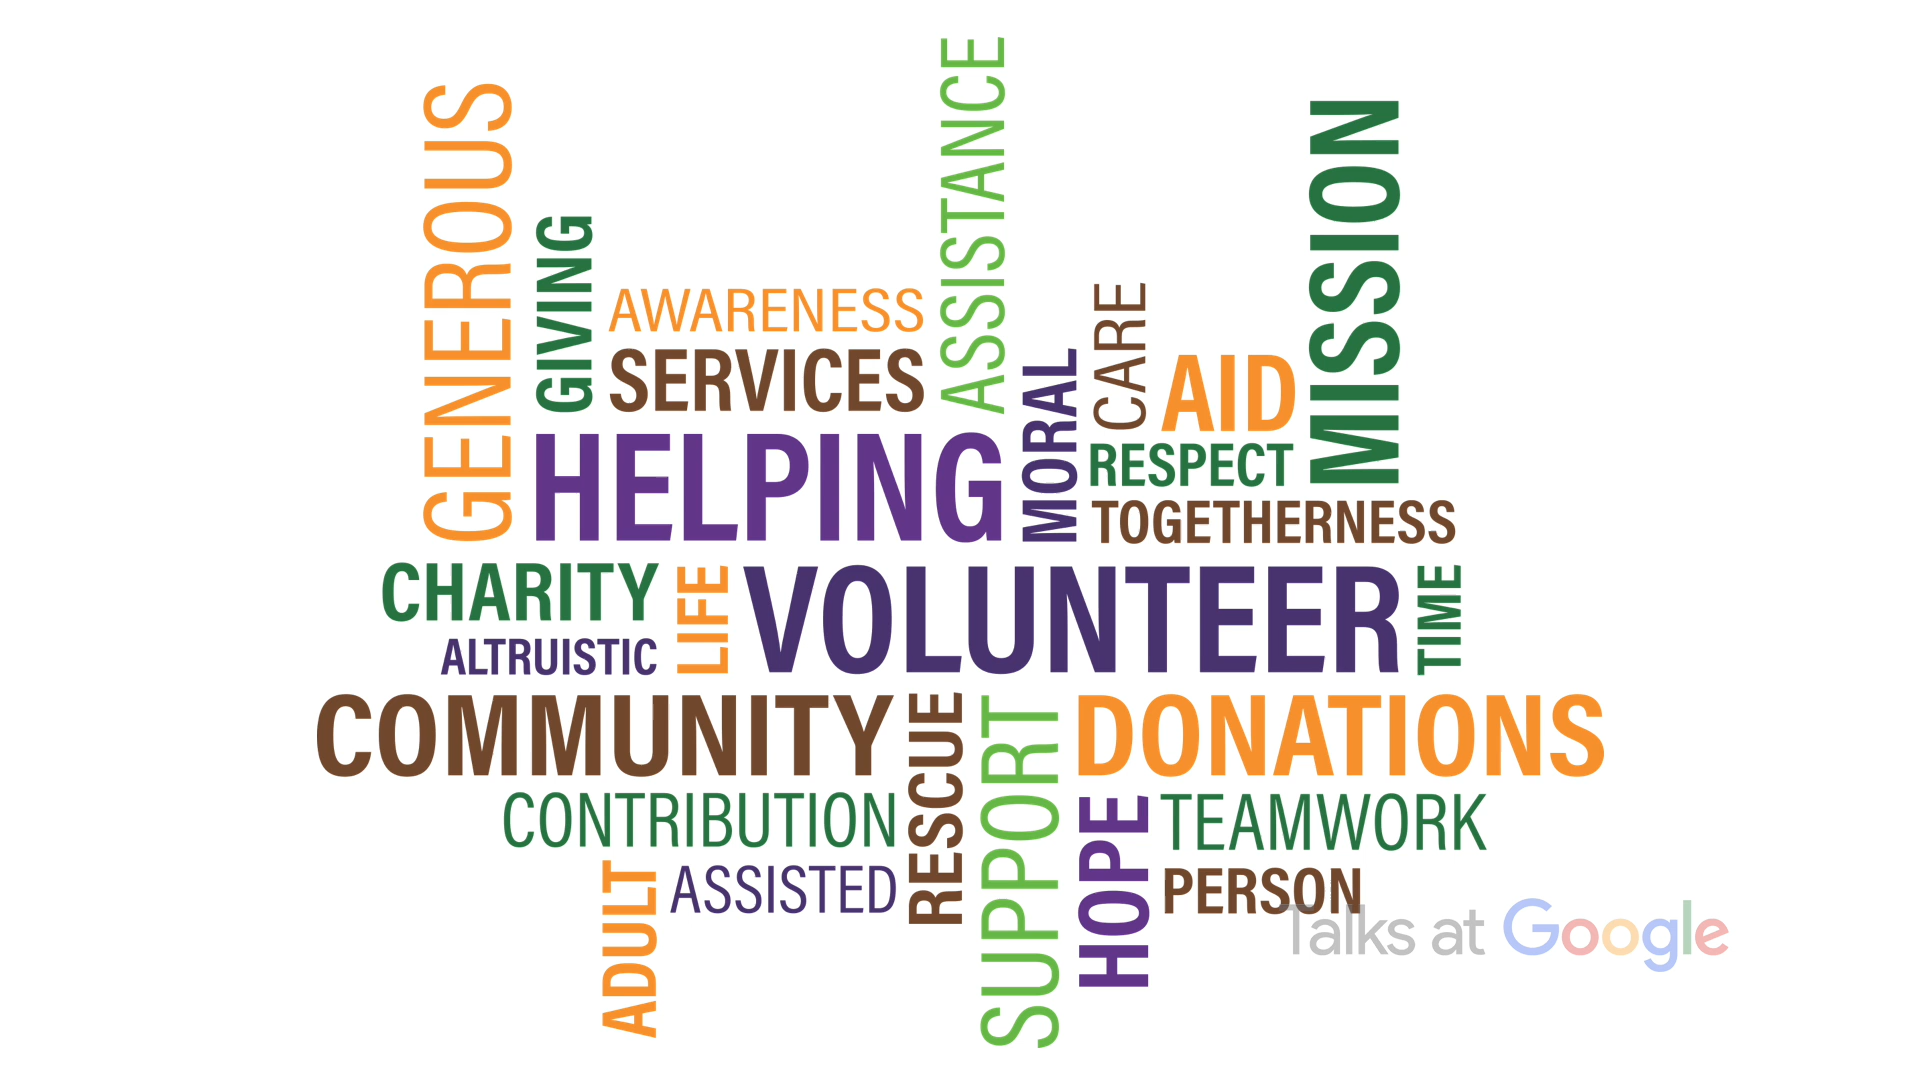 GENEROUS
GIVING
AWARENESS
SERVICES
ASSISTANCE
HELPING
MORAL
CARE
AID
RESPECT
MISSION
TOGETHERNESS
CHARITY
ALTRUISTIC
LIFE
VOLUNTEER
TIME
COMMUNITY
RESCUE
SUPPORT
DONATIONS
CONTRIBUTION
ADULT
ASSISTED
HOPE
TEAMWORK
PERSON
Talks at Google